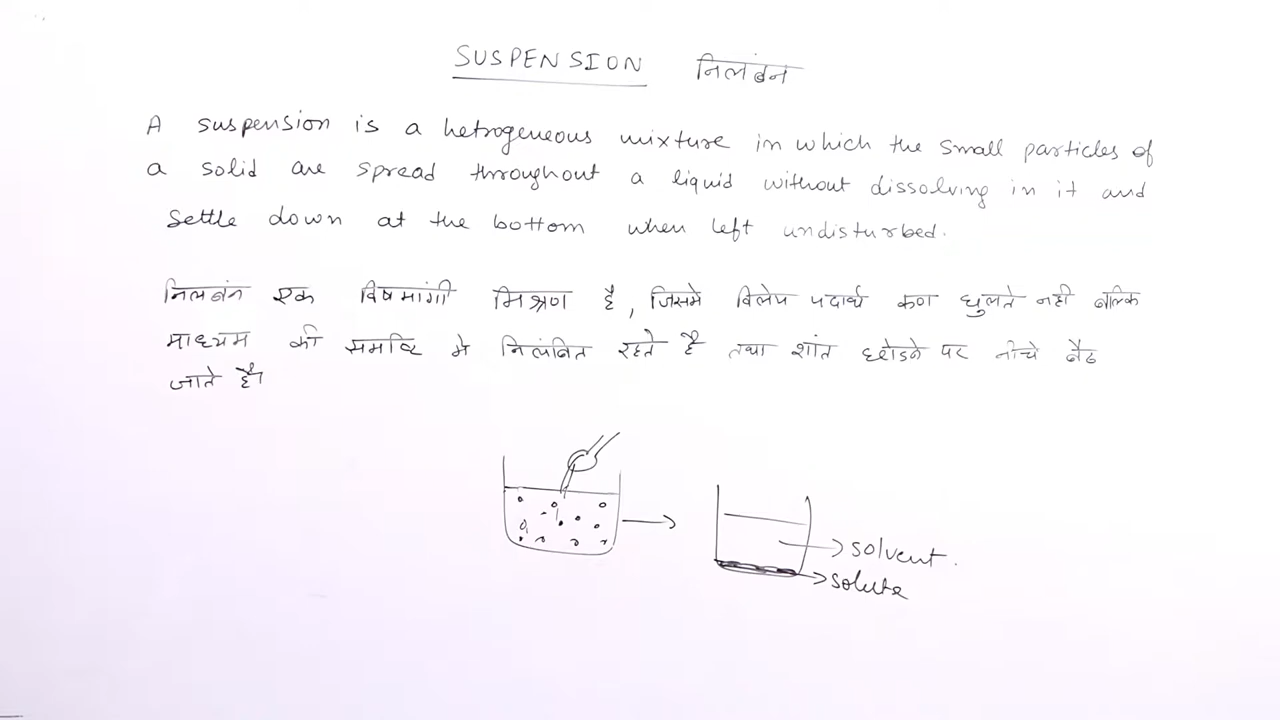 SUSPENSION निलंबन
A suspension is a hetrogeneous mixture in which the small particles of
a solid are spread throughout a liquid without dissolving in it and
settle down at the bottom when left undisturbed.
निलबंन एक विषमांगी मिश्रण है, जिसमे विलेय पदार्थ कण घुलते नही बल्कि
माध्यम की समष्टि मे निलंबित रहते है तथा शांत छोडने पर नीचे बैठ
जाते है।
solvent.
solute